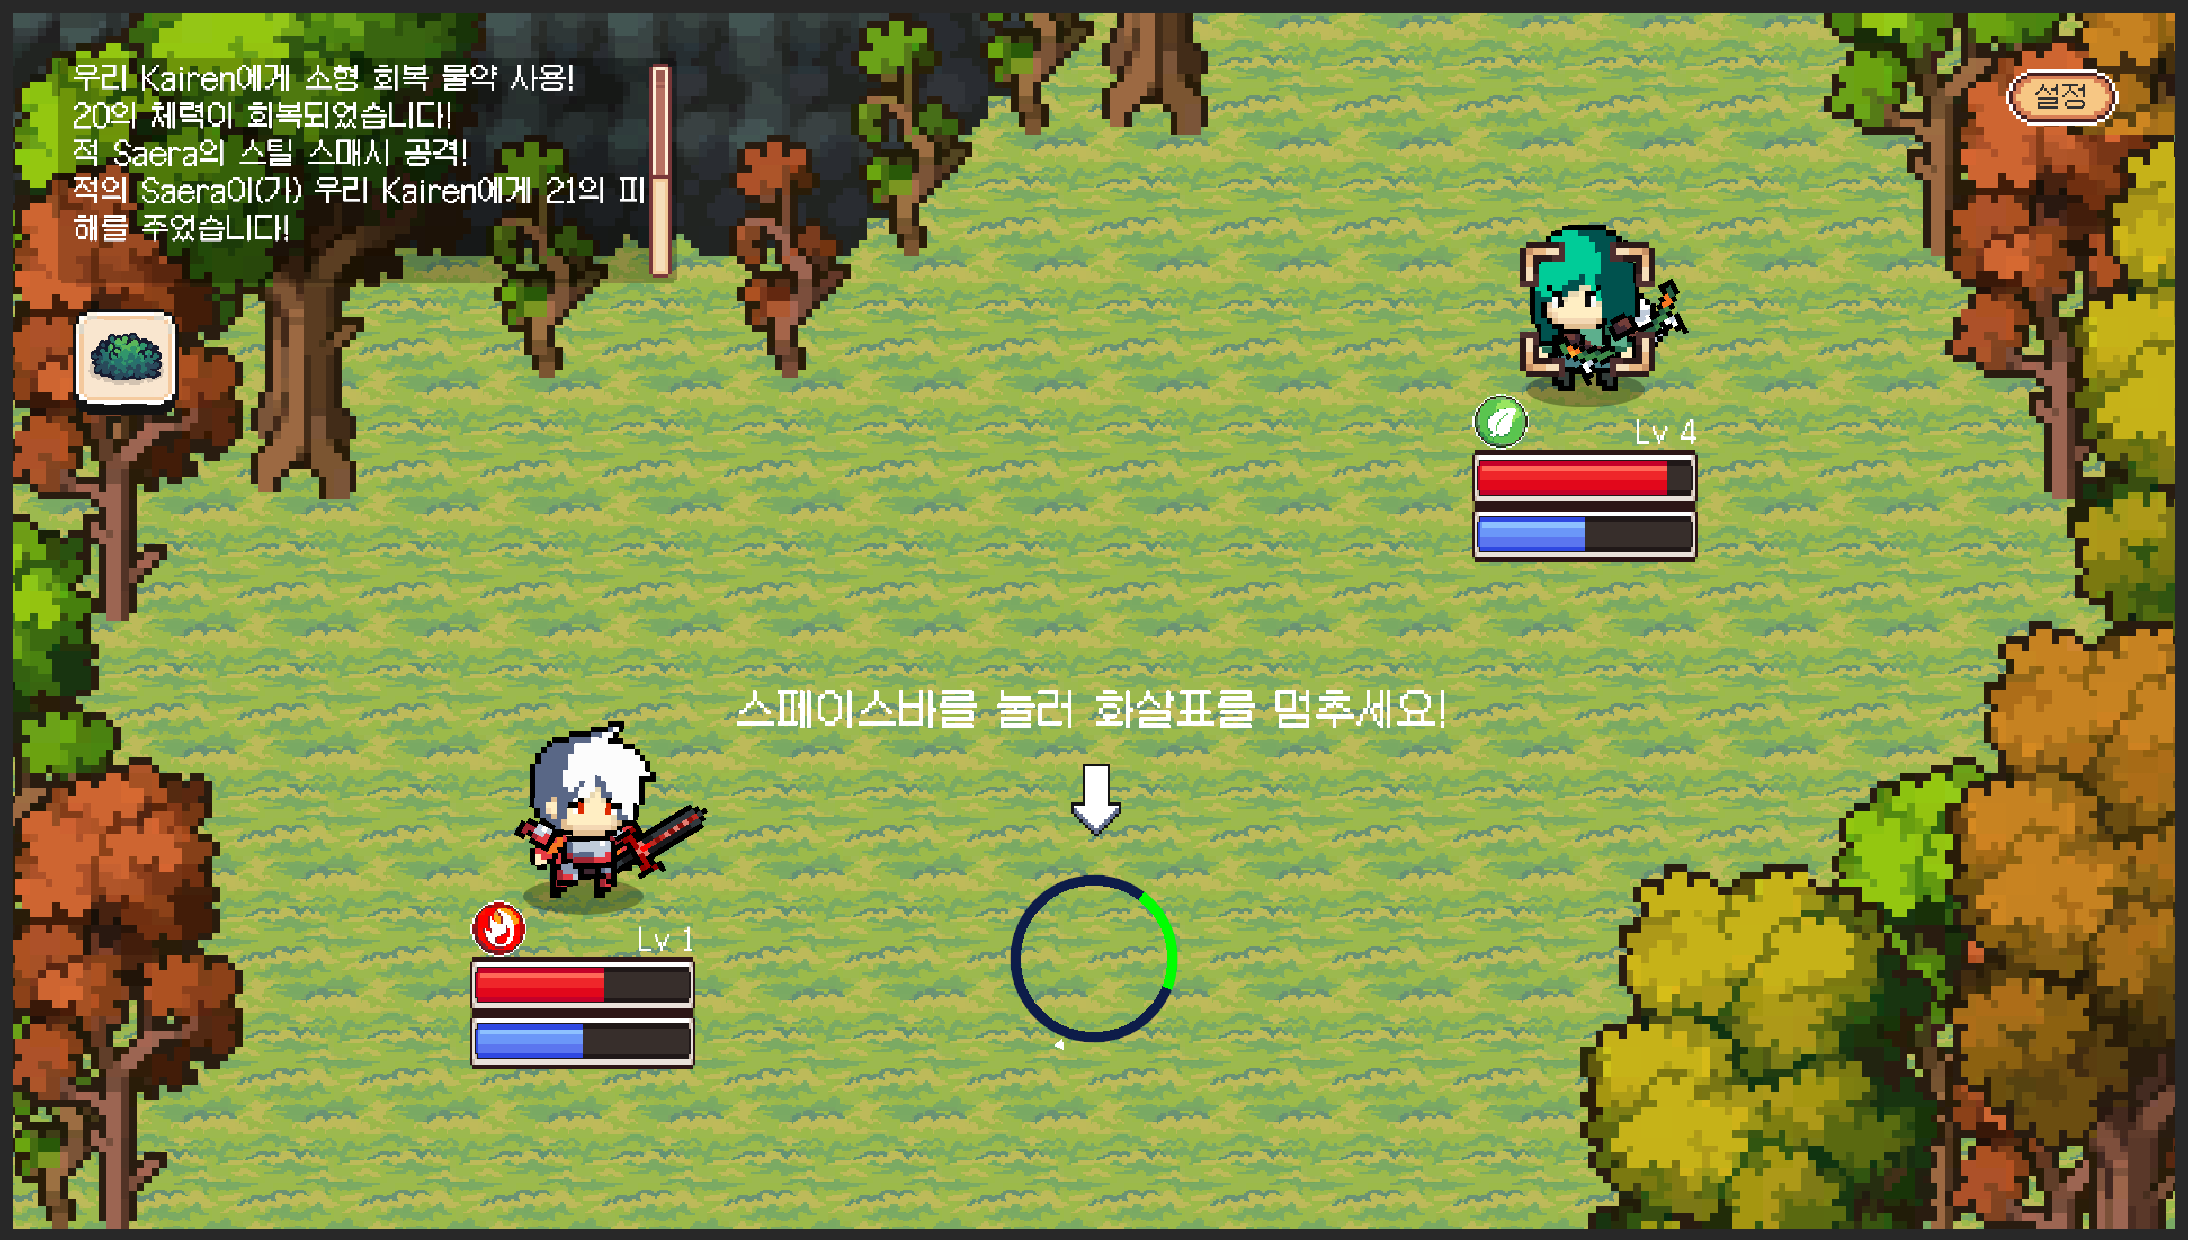 우리 Kairen에게 소형 회복 물약 사용!
20의 체력이 회복되었습니다!
적 Saera의 스틸 스매시 공격!
적의 Saera이(가) 우리 Kairen에게 21의 피
해를 주었습니다!
설정
Lv 4
스페이스바를 눌러 화살표를 멈추세요!
Lv 1